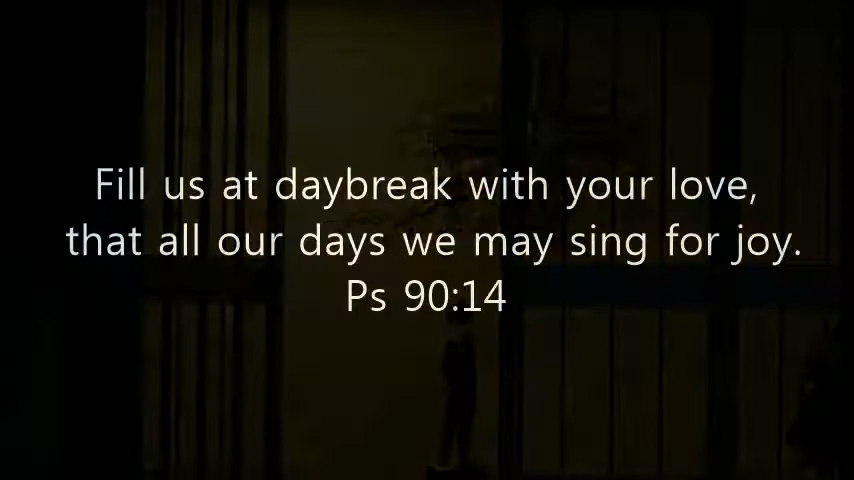 Fill us at daybreak with your love,
that all our days we may sing for joy.
Ps 90:14